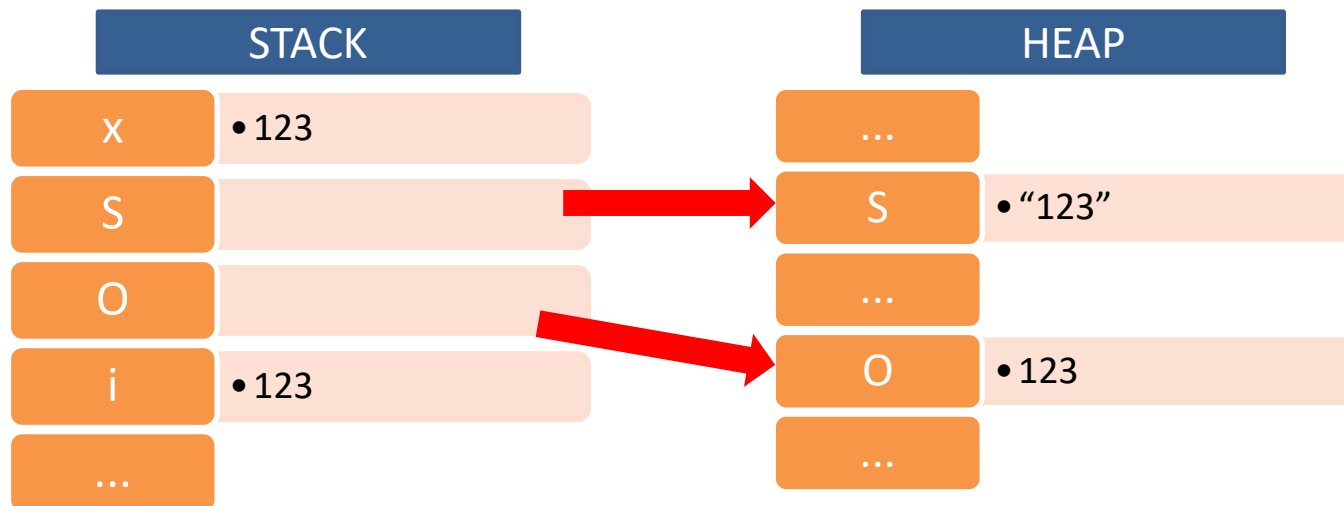 STACK
x
• 123
S
O
i
• 123
...
HEAP
...
S
• “123”
...
O
• 123
...